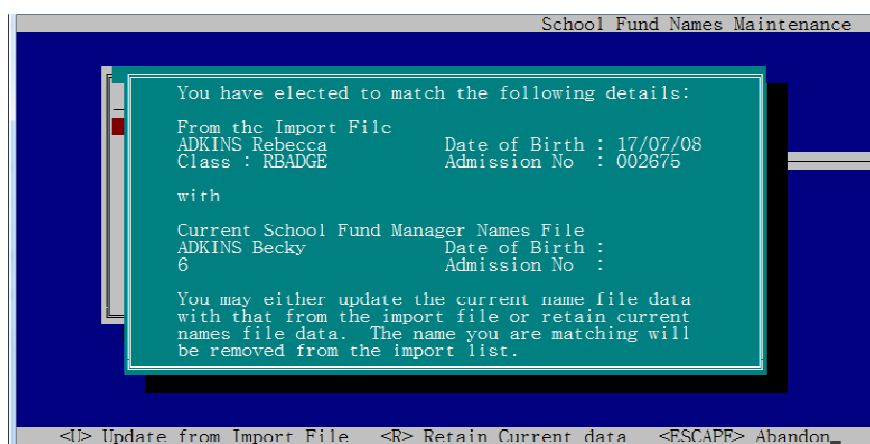 School Fund Names Maintenance
You have elected to match the following details:
From the Import File
ADKINS Rebecca Date of Birth : 17/07/08
Class : RBADGE Admission No : 002675
with
Current School Fund Manager Names File
ADKINS Becky Date of Birth :
6 Admission No :
You may either update the current name file data
with that from the import file or retain current
names file data. The name you are matching will
be removed from the import list.
<U> Update from Import File <R> Retain Current data <ESCAPE> Abandon_